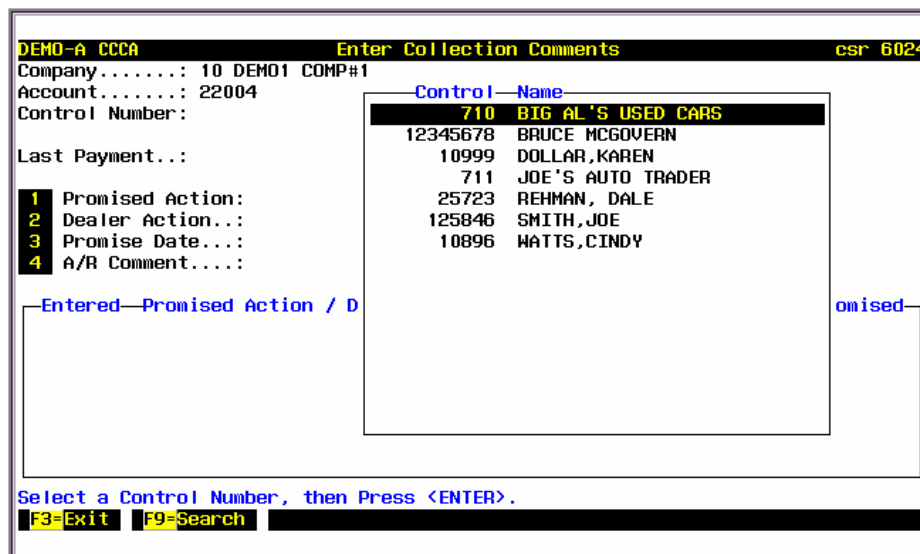 DEMO-A CCCA Enter Collection Comments csr 6024
Company.......: 10 DEMO1 COMP#1
Account.......: 22004
Control Number:
Last Payment..:
1 Promised Action:
2 Dealer Action..:
3 Promise Date...:
4 A/R Comment....:
Control Name
710 BIG AL'S USED CARS
12345678 BRUCE MCGOVERN
10999 DOLLAR,KAREN
711 JOE'S AUTO TRADER
25723 REHMAN, DALE
125846 SMITH,JOE
10896 WATTS,CINDY
Entered Promised Action / D omised
Select a Control Number, then Press <ENTER>.
F3=Exit F9=Search